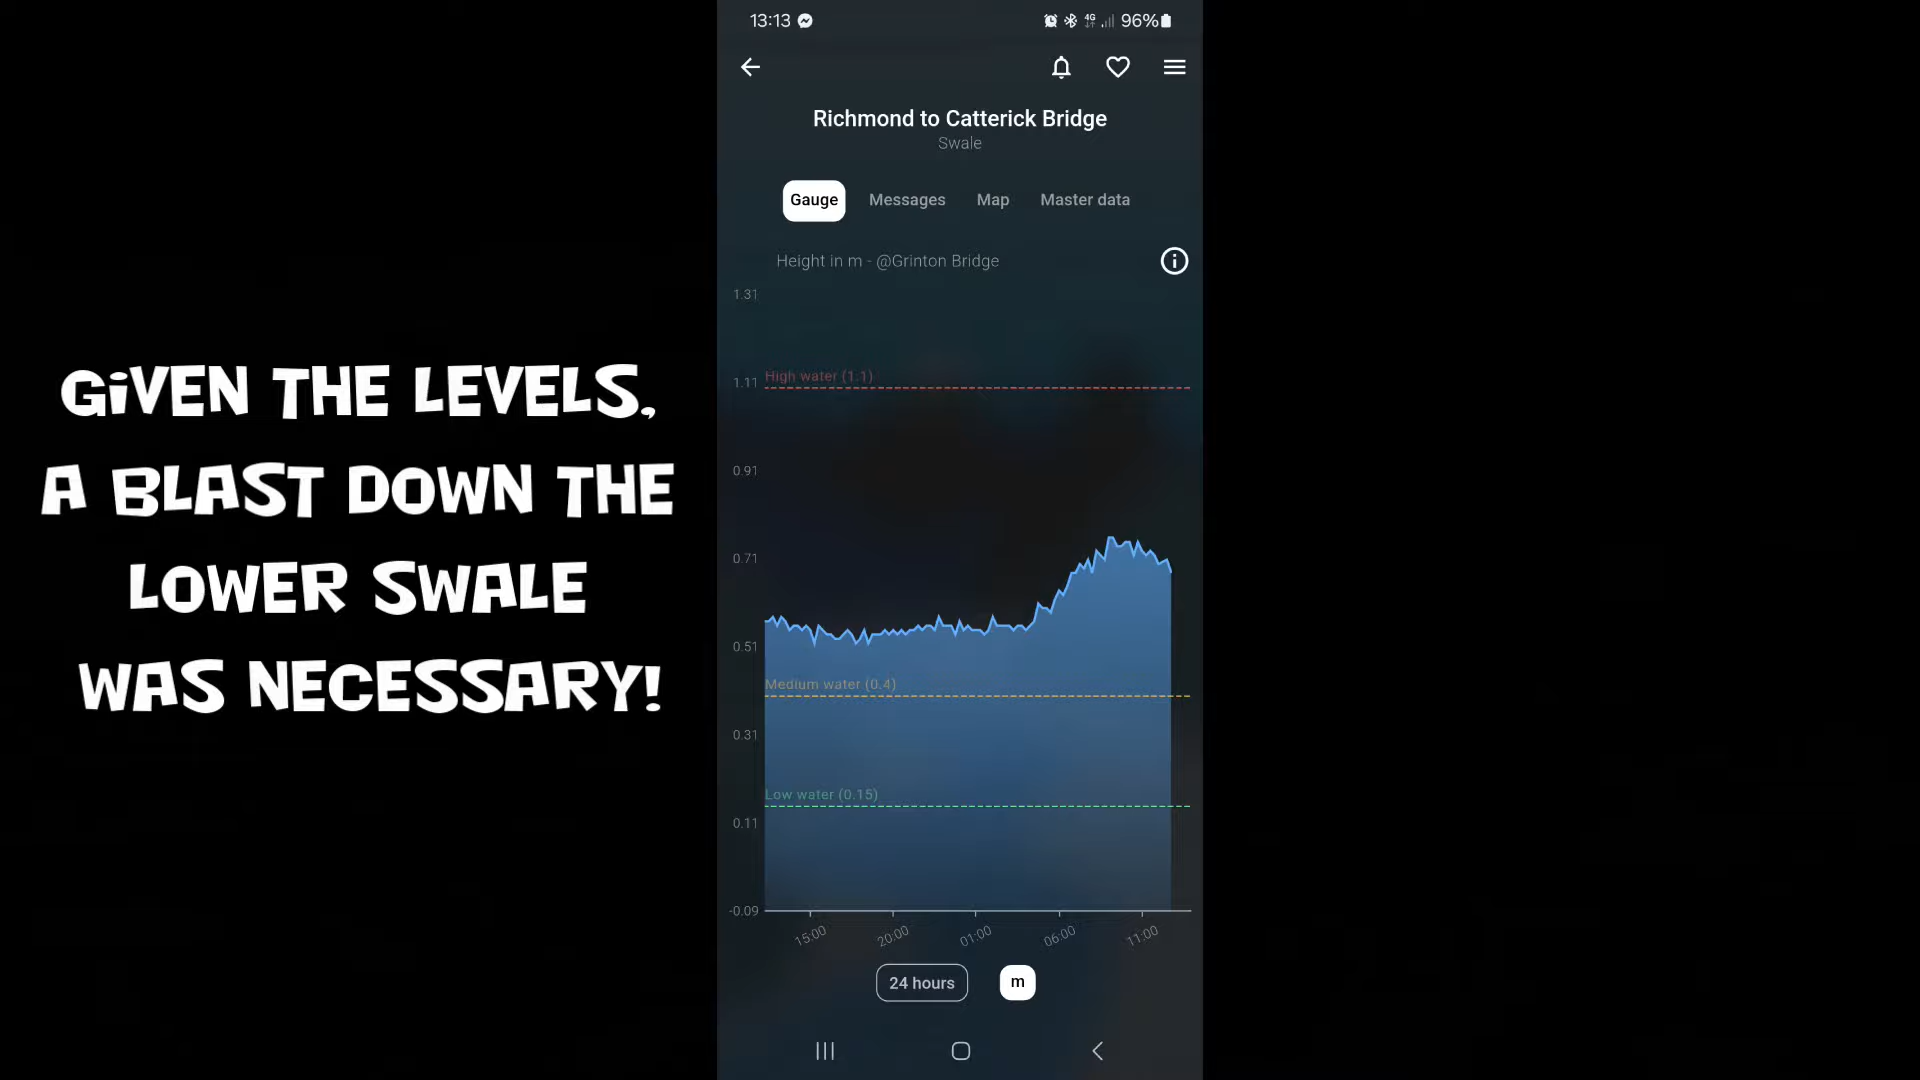 GiVEN THE LEVELS,
A BLAST DOWN THE
LOWER SWALE
WAS NECESSARY!
13:13
4G
96%
Richmond to Catterick Bridge
Swale
Gauge Messages Map Master data
Height in m - @Grinton Bridge
1.31
High water (1.1)
1.11
0.91
0.71
0.51
Medium water (0.4)
0.31
Low water (0.15)
0.11
-0.09
15:00 20:00 01:00 06:00 11:00
24 hours m